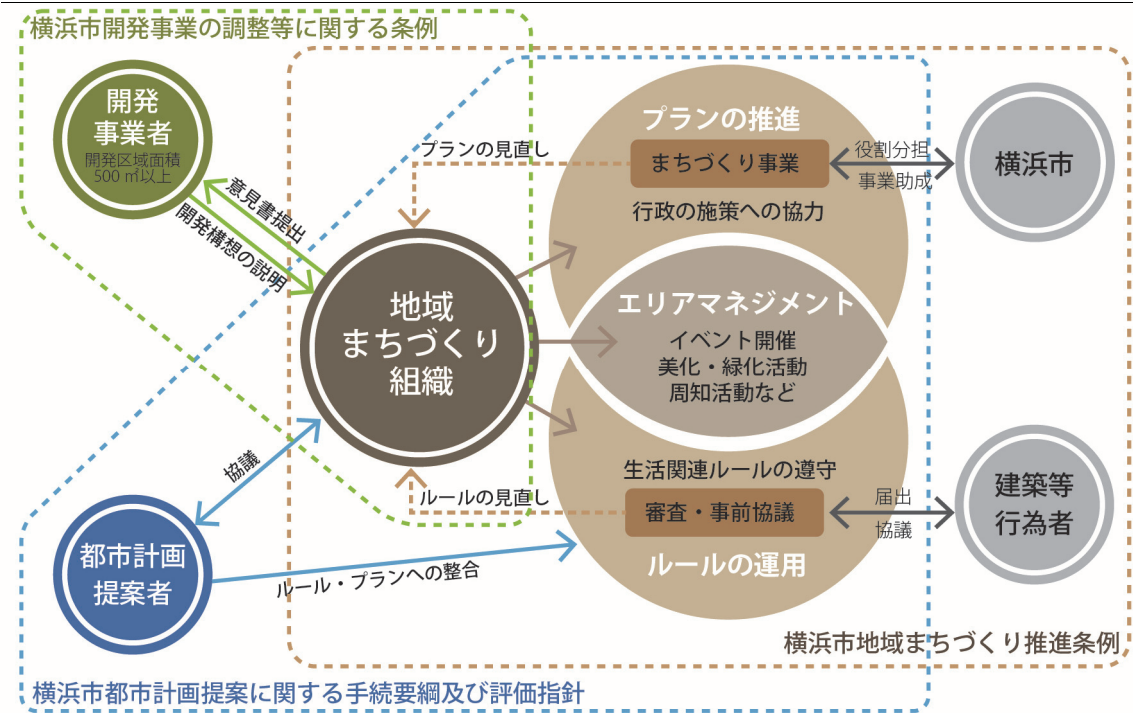 横浜市開発事業の調整等に関する条例
開発
事業者
開発区域面積
500 ㎡以上
意見書提出
開発構想の説明
プランの見直し
プランの推進
まちづくり事業
行政の施策への協力
役割分担
事業助成
横浜市
地域
まちづくり
組織
エリアマネジメント
イベント開催
美化・緑化活動
周知活動など
協議
ルールの見直し
生活関連ルールの遵守
審査・事前協議
ルールの運用
届出
協議
建築等
行為者
都市計画
提案者
ルール・プランへの整合
横浜市地域まちづくり推進条例
横浜市都市計画提案に関する手続要綱及び評価指針